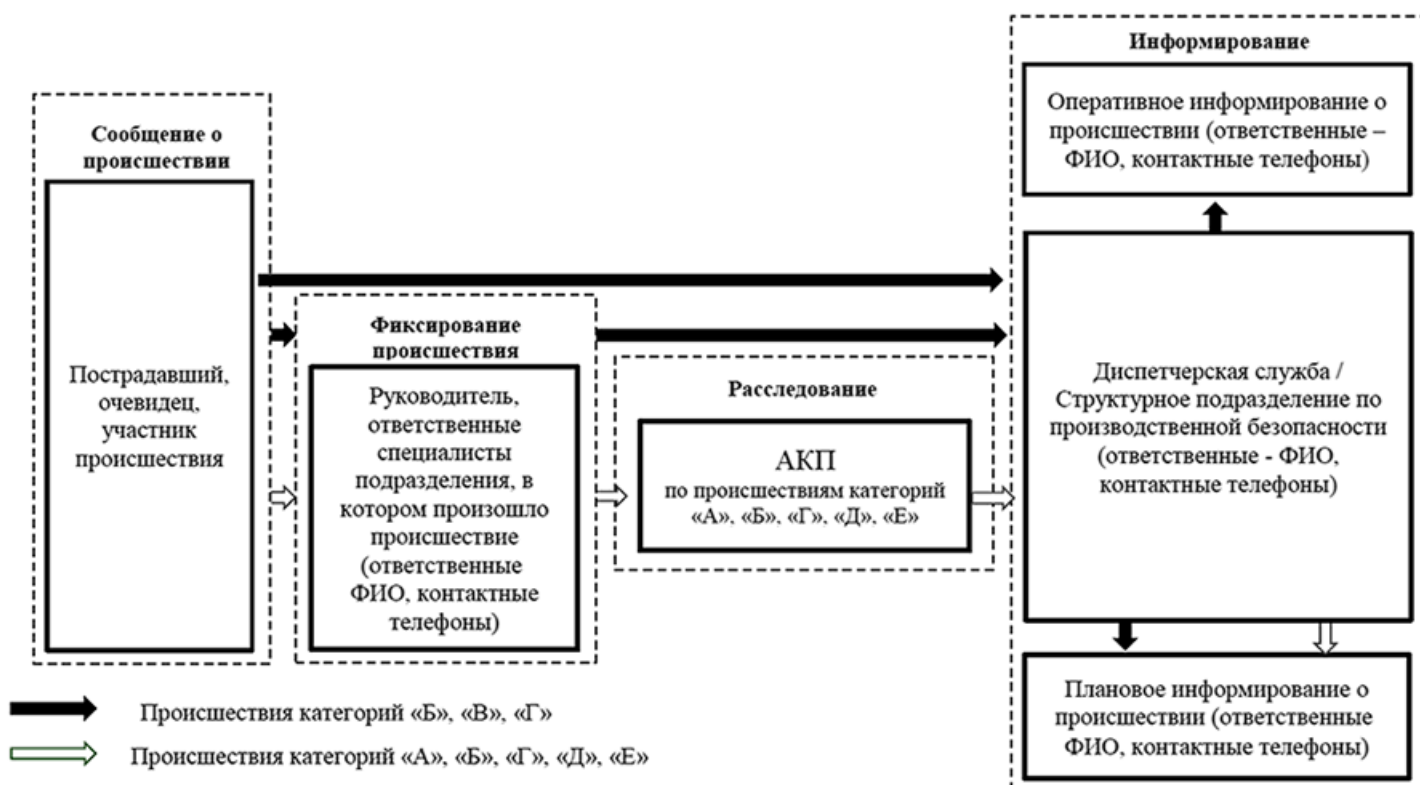 Сообщение о
происшествии
Пострадавший,
очевидец,
участник
происшествия
Фиксирование
происшествия
Руководитель,
ответственные
специалисты
подразделения, в
котором произошло
происшествие
(ответственные
ФИО, контактные
телефоны)
Расследование
АКП
по происшествиям категорий
«А», «Б», «Г», «Д», «Е»
Информирование
Оперативное информирование о
происшествии (ответственные –
ФИО, контактные телефоны)
Диспетчерская служба /
Структурное подразделение по
производственной безопасности
(ответственные - ФИО,
контактные телефоны)
Плановое информирование о
происшествии (ответственные
ФИО, контактные телефоны)
Происшествия категорий «Б», «В», «Г»
Происшествия категорий «А», «Б», «Г», «Д», «Е»